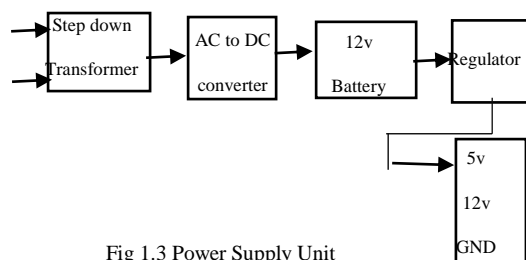 Step down
Transformer
AC to DC
converter
12v
Battery
Regulator
5v
12v
GND
Fig 1.3 Power Supply Unit